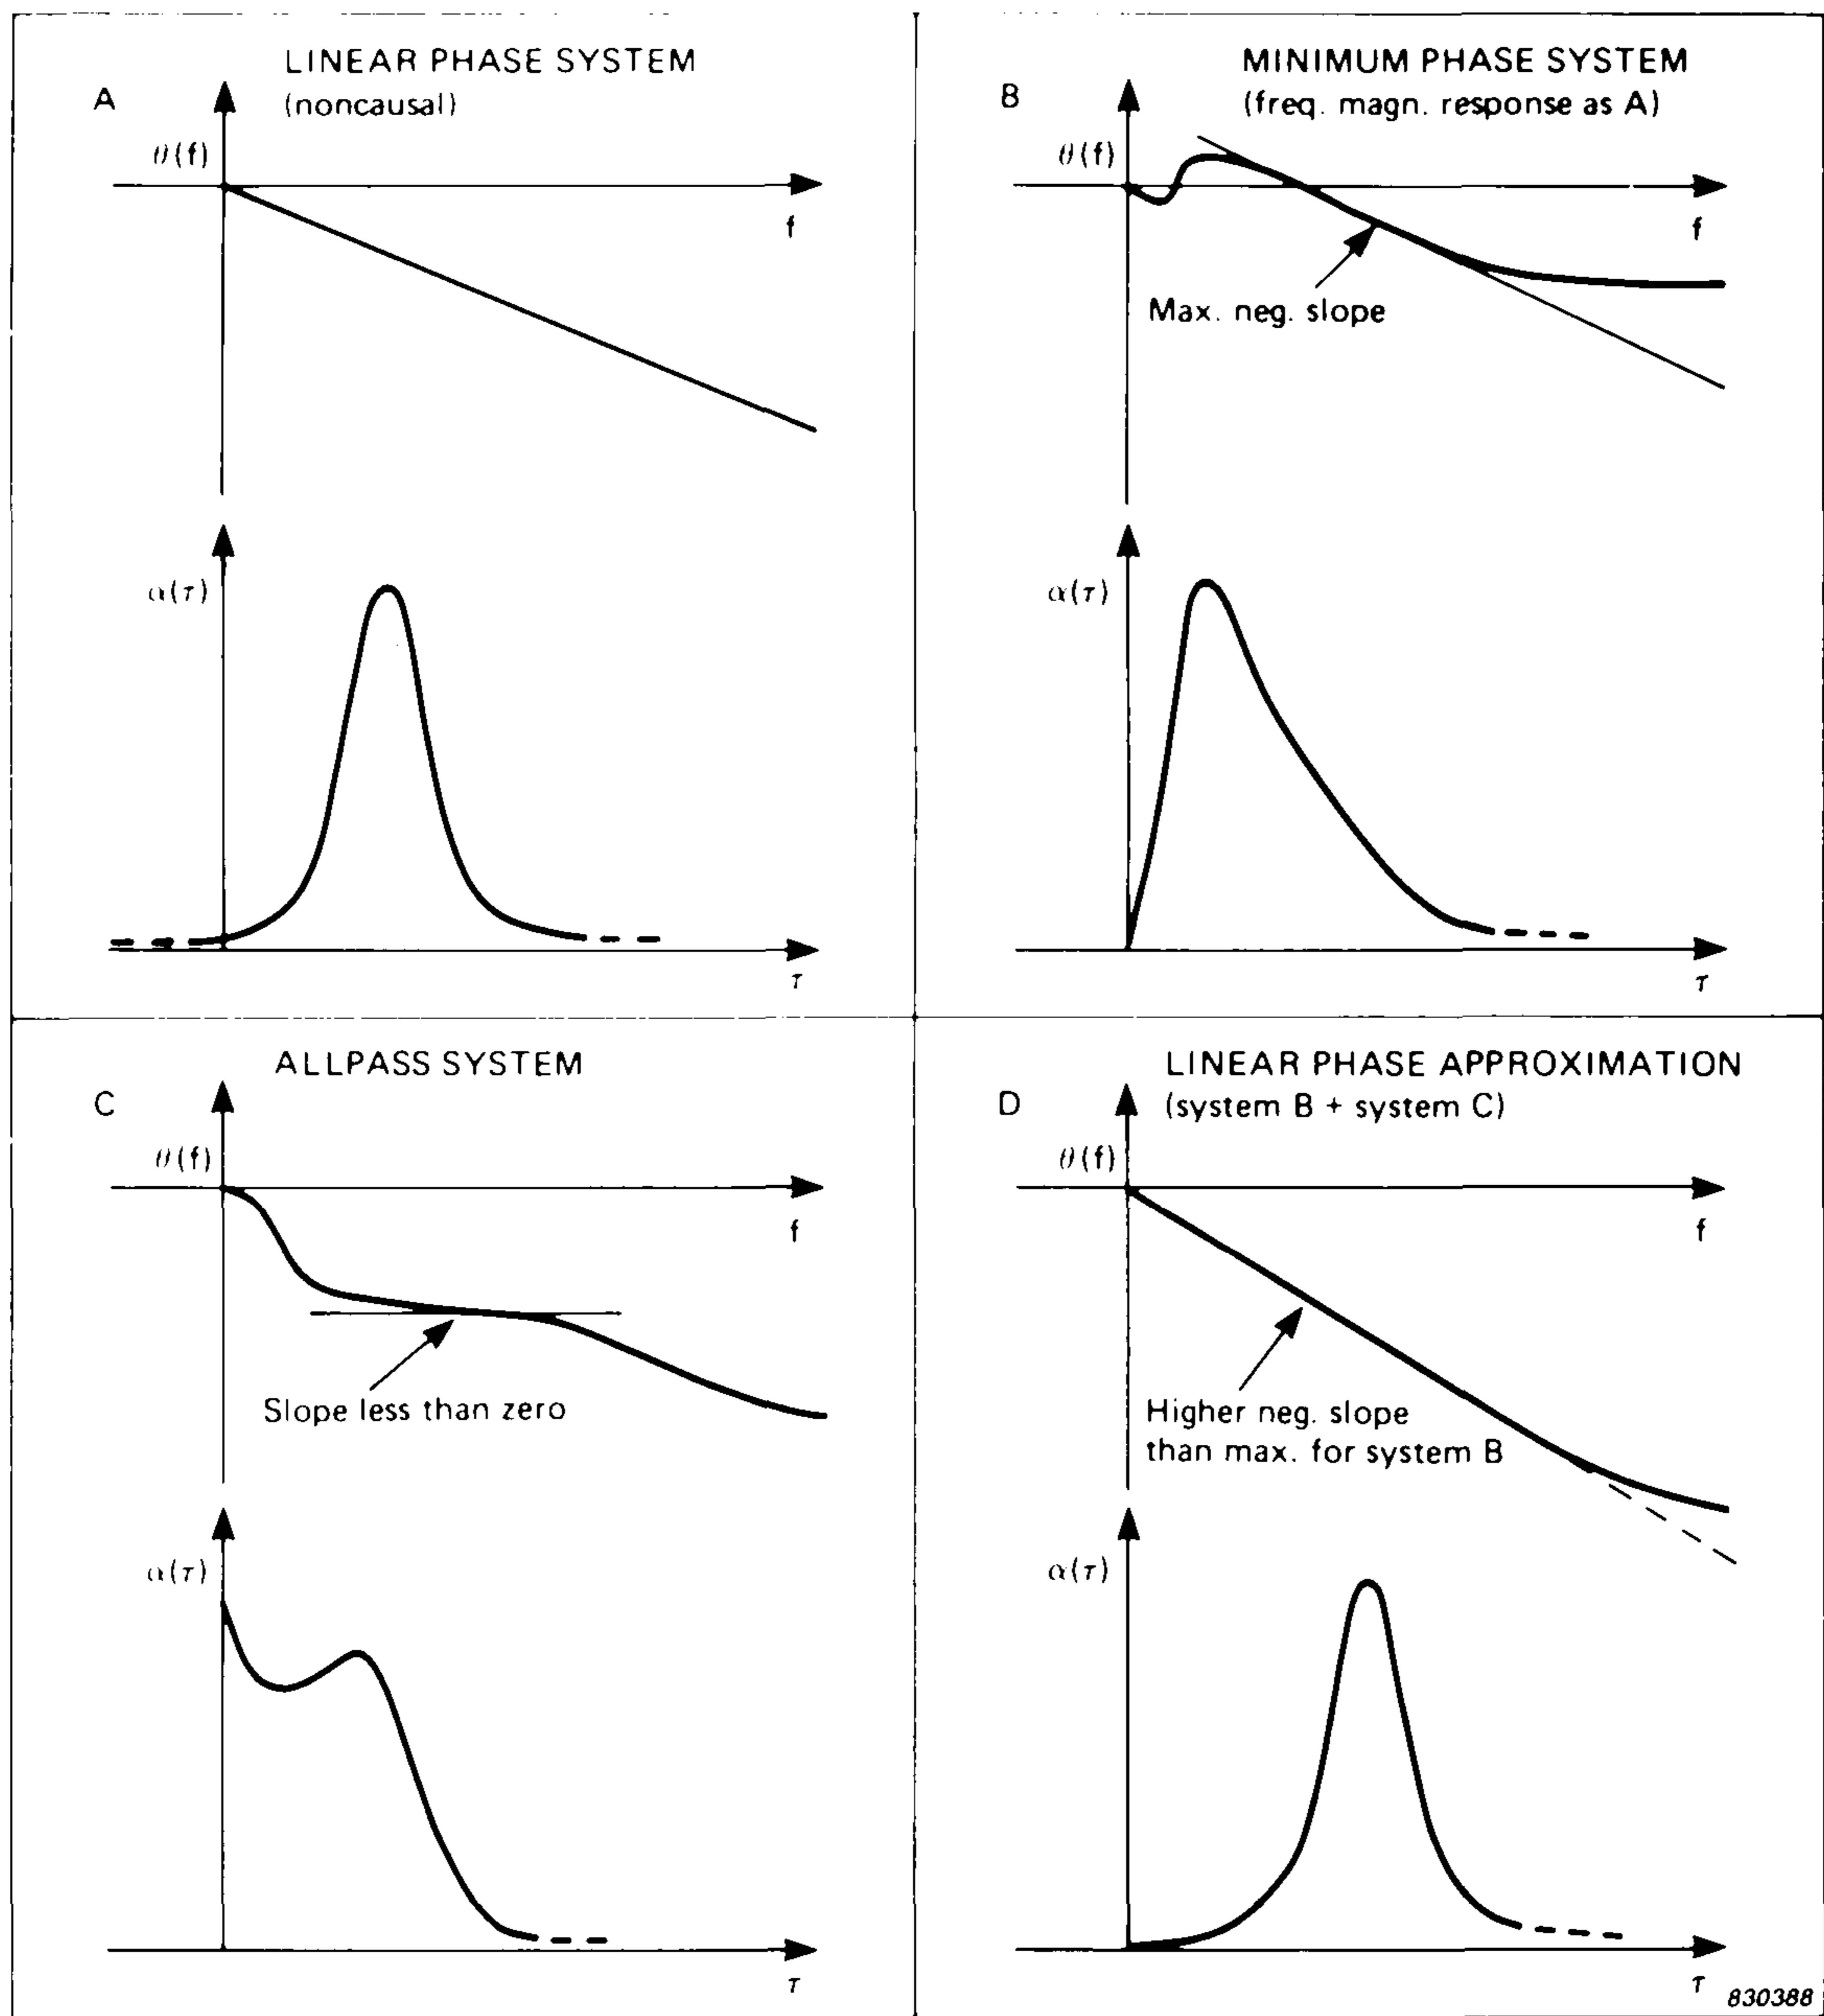 LINEAR PHASE SYSTEM
(noncausal)
A
θ(f)
f
α(τ)
τ
MINIMUM PHASE SYSTEM
(freq. magn. response as A)
B
θ(f)
f
Max. neg. slope
α(τ)
τ
ALLPASS SYSTEM
C
θ(f)
f
Slope less than zero
α(τ)
τ
LINEAR PHASE APPROXIMATION
(system B + system C)
D
θ(f)
f
Higher neg. slope
than max. for system B
α(τ)
τ
830388